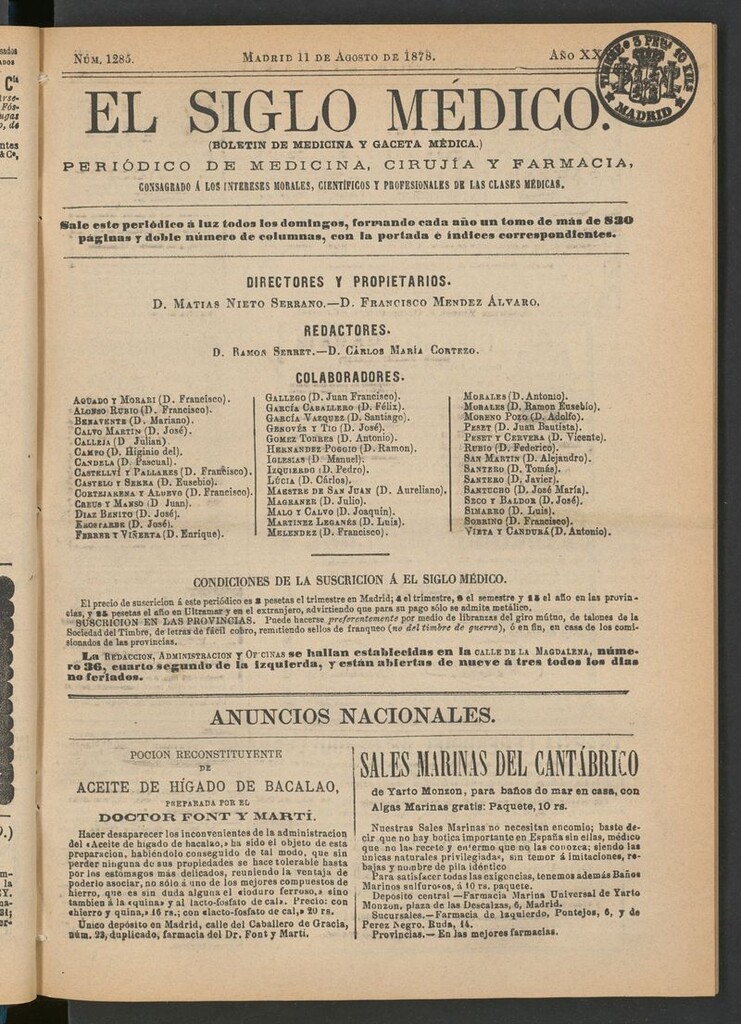 NÚM. 1285. MADRID 11 DE AGOSTO DE 1878. AÑO XX
TIMBRE 3 PES. 10 KILS
MADRID
EL SIGLO MÉDICO.
(BOLETIN DE MEDICINA Y GACETA MÉDICA.)
PERIÓDICO DE MEDICINA, CIRUJÍA Y FARMACIA,
CONSAGRADO Á LOS INTERESES MORALES, CIENTÍFICOS Y PROFESIONALES DE LAS CLASES MÉDICAS.
Sale este periódico á luz todos los domingos, formando cada año un tomo de más de 830
páginas y doble número de columnas, con la portada é índices correspondientes.
DIRECTORES Y PROPIETARIOS.
D. MATIAS NIETO SERRANO.—D. FRANCISCO MENDEZ ÁLVARO.
REDACTORES.
D. RAMON SERRET.—D. CÁRLOS MARÍA CORTEZO.
COLABORADORES.
AGUADO Y MORARI (D. Francisco).
ALONSO RUBIO (D. Francisco).
BENAVENTE (D. Mariano).
CALVO MARTIN (D. José).
CALLEJA (D Julian).
CAMPO (D. Higinio del).
CANDELA (D. Pascual).
CASTELLVÍ Y PALLARES (D. Francisco).
CASTELO Y SERRA (D. Eusebio).
CORTEJARENA Y ALDEVO (D. Francisco).
CREUS Y MANSO (D Juan).
DIAZ BENITO (D. José).
EROSTARBE (D. José).
FERRER Y VIÑERTA (D. Enrique).
GALLEGO (D. Juan Francisco).
GARCÍA CABALLERO (D. Félix).
GARCÍA VAZQUEZ (D. Santiago).
GENOVÉS Y TIO (D. José).
GOMEZ TORRES (D. Antonio).
HERNANDEZ POGGIO (D. Ramon).
IGLESIAS (D Manuel).
IZQUIERDO (D. Pedro).
LÚCIA (D. Cárlos).
MAESTRE DE SAN JUAN (D. Aureliano).
MAGRANER (D. Julio).
MALO Y CALVO (D. Joaquin).
MARTINEZ LEGANÉS (D. Luis).
MELENDEZ (D. Francisco).
MORALES (D. Antonio).
MORALES (D. Ramon Eusebio).
MORENO POZO (D. Adolfo).
PESET (D. Juan Bautista).
PESET Y CERVERA (D. Vicente).
RUBIO (D. Federico).
SAN MARTIN (D. Alejandro).
SANTERO (D. Tomás).
SANTERO (D. Javier).
SANTUCHO (D. José María).
SECO Y BALDOR (D. José).
SIMARRO (D. Luis).
SOBRINO (D. Francisco).
VIETA Y CANDURÁ (D. Antonio).
CONDICIONES DE LA SUSCRICION Á EL SIGLO MÉDICO.
El precio de suscricion á este periódico es 3 pesetas el trimestre en Madrid; 4 el trimestre, 8 el semestre y 15 el año en las provin-
cias, y 25 pesetas el año en Ultramar y en el extranjero, advirtiendo que para su pago sólo se admite metálico.
SUSCRICION EN LAS PROVINCIAS. Puede hacerse preferentemente por medio de libranzas del giro mútuo, de talones de la
Sociedad del Timbre, de letras de fácil cobro, remitiendo sellos de franqueo (no del timbre de guerra), ó en fin, en casa de los comi-
sionados de las provincias.
LA REDACCION, ADMINISTRACION Y OFICINAS se hallan establecidas en la CALLE DE LA MAGDALENA, núme-
ro 36, cuarto segundo de la izquierda, y están abiertas de nueve á tres todos los dias
no feriados.
ANUNCIOS NACIONALES.
POCION RECONSTITUYENTE
DE
ACEITE DE HÍGADO DE BACALAO,
PREPARADA POR EL
DOCTOR FONT Y MARTÍ.
Hacer desaparecer los inconvenientes de la administracion
del «Aceite de hígado de bacalao,» ha sido el objeto de esta
preparacion, habiéndolo conseguido de tal modo, que sin
perder ninguna de sus propiedades se hace tolerable hasta
por los estómagos más delicados, reuniendo la ventaja de
poderlo asociar, no sólo á uno de los mejores compuestos de
hierro, que es sin duda alguna el «ioduro ferroso,» sino
tambien á la «quina» y al «lacto-fosfato de cal». Precio: con
«hierro y quina,» 16 rs.; con «lacto-fosfato de cal,» 20 rs.
Único depósito en Madrid, calle del Caballero de Gracia,
núm. 23, duplicado, farmacia del Dr. Font y Martí.
SALES MARINAS DEL CANTÁBRICO
de Yarto Monzon, para baños de mar en casa, con
Algas Marinas gratis: Paquete, 10 rs.
Nuestras Sales Marinas no necesitan encomio; baste de-
cir que no hay botica importante en España sin ellas, médico
que no las recete y enfermo que no las conozca; siendo las
únicas naturales privilegiadas, sin temor á imitaciones, re-
bajas y nombre de pila idéntico
Para satisfacer todas las exigencias, tenemos además Baños
Marinos sulfurosos, á 10 rs. paquete.
Depósito central—Farmacia Marina Universal de Yarto
Monzon, plaza de las Descalzas, 6, Madrid.
Sucursales.—Farmacia de Izquierdo, Pontejos, 6, y de
Perez Negro. Ruda, 14.
Provincias.—En las mejores farmacias.